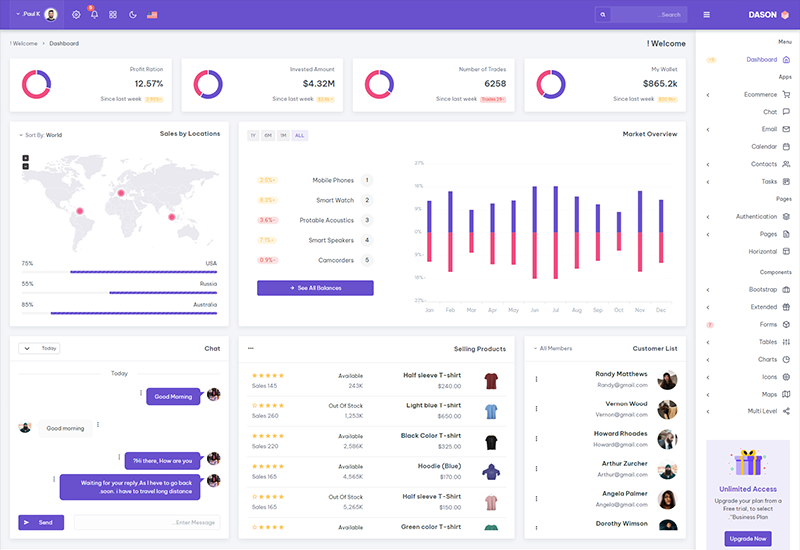 DASON
Search...
5
Paul K.
Menu
Dashboard
Apps
Ecommerce
Chat
Email
Calendar
Contacts
Tasks
Pages
Authentication
Pages
Horizontal
Components
Bootstrap
Extended
Forms
Tables
Charts
Icons
Maps
Multi Level
Unlimited Access
Upgrade your plan from a
Free trial, to select
.'Business Plan'
Upgrade Now
! Welcome
! Welcome > Dashboard
My Wallet
$865.2k
Since last week
Number of Trades
6258
Since last week
Trades 29-
Invested Amount
$4.32M
Since last week
Profit Ration
12.57%
Since last week
Market Overview
1Y 6M 1M ALL
1 Mobile Phones
2 Smart Watch
3 Protable Acoustics 3.6%-
4 Smart Speakers
5 Camcorders 0.9%-
See All Balances
Jan Feb Mar Apr May Jun Jul Aug Sep Oct Nov Dec
Sales by Locations
Sort By: World
USA 75%
Russia 55%
Australia 85%
Customer List
All Members
Randy Matthews
Randy@gmail.com
Vernon Wood
Vernon@gmail.com
Howard Rhoades
Howard@gmail.com
Arthur Zurcher
Arthur@gmail.com
Angela Palmer
Angela@gmail.com
Dorothy Wimson
Selling Products
Half sleeve T-shirt Available
$240.00 243K Sales 145
Light blue T-shirt Out Of Stock
$650.00 1,253K Sales 260
Black Color T-shirt Available
$325.00 2,586K Sales 220
Hoodie (Blue) Available
$170.00 4,565K Sales 165
Half sleeve T-shirt Out Of Stock
$150.00 5,265K Sales 165
Green color T-shirt Available
Chat
Today
Today
Good Morning
Good morning
?Hi there, How are you
Waiting for your reply.As I have to go back
.soon. i have to travel long distance
Enter Message...
Send